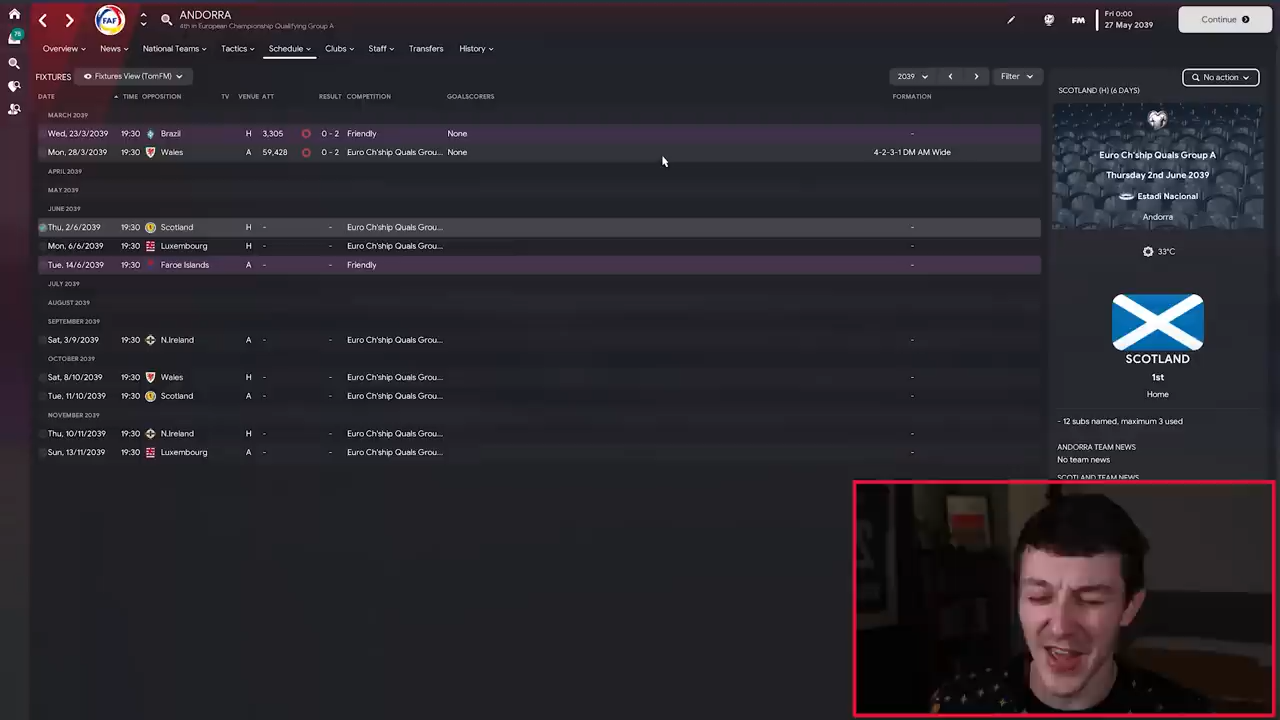 ANDORRA
4th in European Championship Qualifying Group A
FAF
78
FM
Fri 0:00
27 May 2039
Continue
Overview
News
National Teams
Tactics
Schedule
Clubs
Staff
Transfers
History
FIXTURES
Fixtures View (TomFM)
2039
Filter
No action
DATE TIME OPPOSITION TV VENUE ATT RESULT COMPETITION GOALSCORERS FORMATION
MARCH 2039
Wed, 23/3/2039 19:30 Brazil H 3,305 0 - 2 Friendly None -
Mon, 28/3/2039 19:30 Wales A 59,428 0 - 2 Euro Ch'ship Quals Grou... None 4-2-3-1 DM AM Wide
APRIL 2039
MAY 2039
JUNE 2039
Thu, 2/6/2039 19:30 Scotland H - - Euro Ch'ship Quals Grou... -
Mon, 6/6/2039 19:30 Luxembourg H - - Euro Ch'ship Quals Grou... -
Tue, 14/6/2039 19:30 Faroe Islands A - - Friendly -
JULY 2039
AUGUST 2039
SEPTEMBER 2039
Sat, 3/9/2039 19:30 N.Ireland A - - Euro Ch'ship Quals Grou... -
OCTOBER 2039
Sat, 8/10/2039 19:30 Wales H - - Euro Ch'ship Quals Grou... -
Tue, 11/10/2039 19:30 Scotland A - - Euro Ch'ship Quals Grou... -
NOVEMBER 2039
Thu, 10/11/2039 19:30 N.Ireland H - - Euro Ch'ship Quals Grou... -
Sun, 13/11/2039 19:30 Luxembourg A - - Euro Ch'ship Quals Grou... -
SCOTLAND (H) (6 DAYS)
Euro Ch'ship Quals Group A
Thursday 2nd June 2039
Estadi Nacional
Andorra
33°C
SCOTLAND
1st
Home
- 12 subs named, maximum 3 used
ANDORRA TEAM NEWS
No team news
SCOTLAND TEAM NEWS